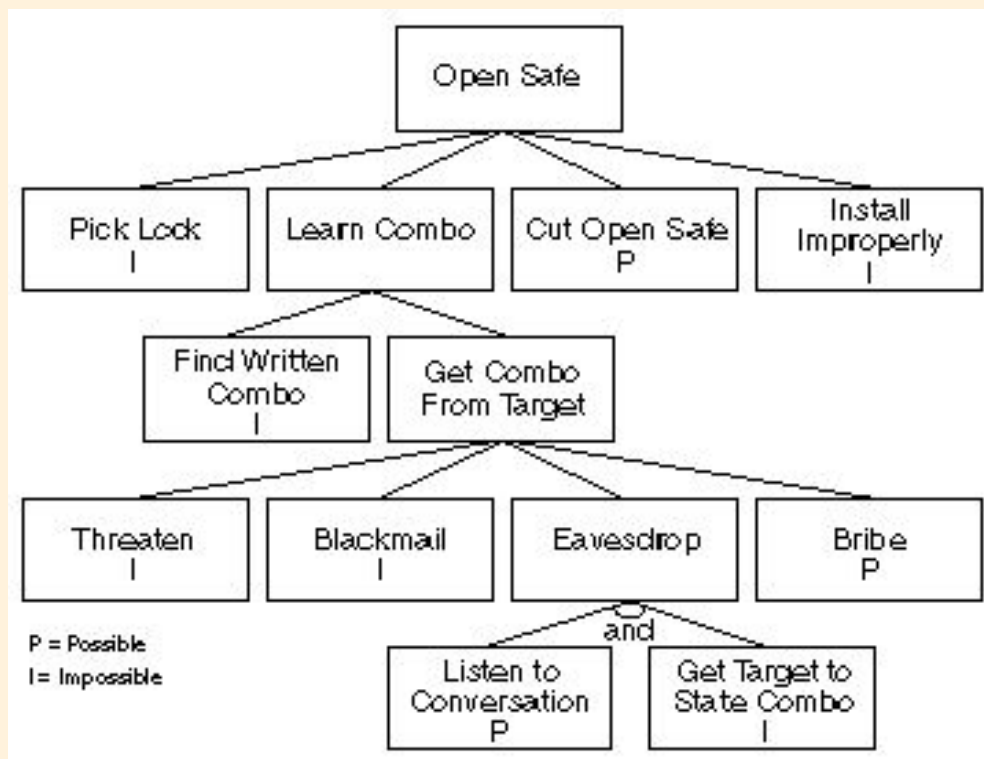 Open Safe
Pick Lock
I
Learn Combo
Cut Open Safe
P
Install
Improperly
I
Find Written
Combo
I
Get Combo
From Target
Threaten
I
Blackmail
I
Eavesdrop
Bribe
P
and
P = Possible
I = Impossible
Listen to
Conversation
P
Get Target to
State Combo
I